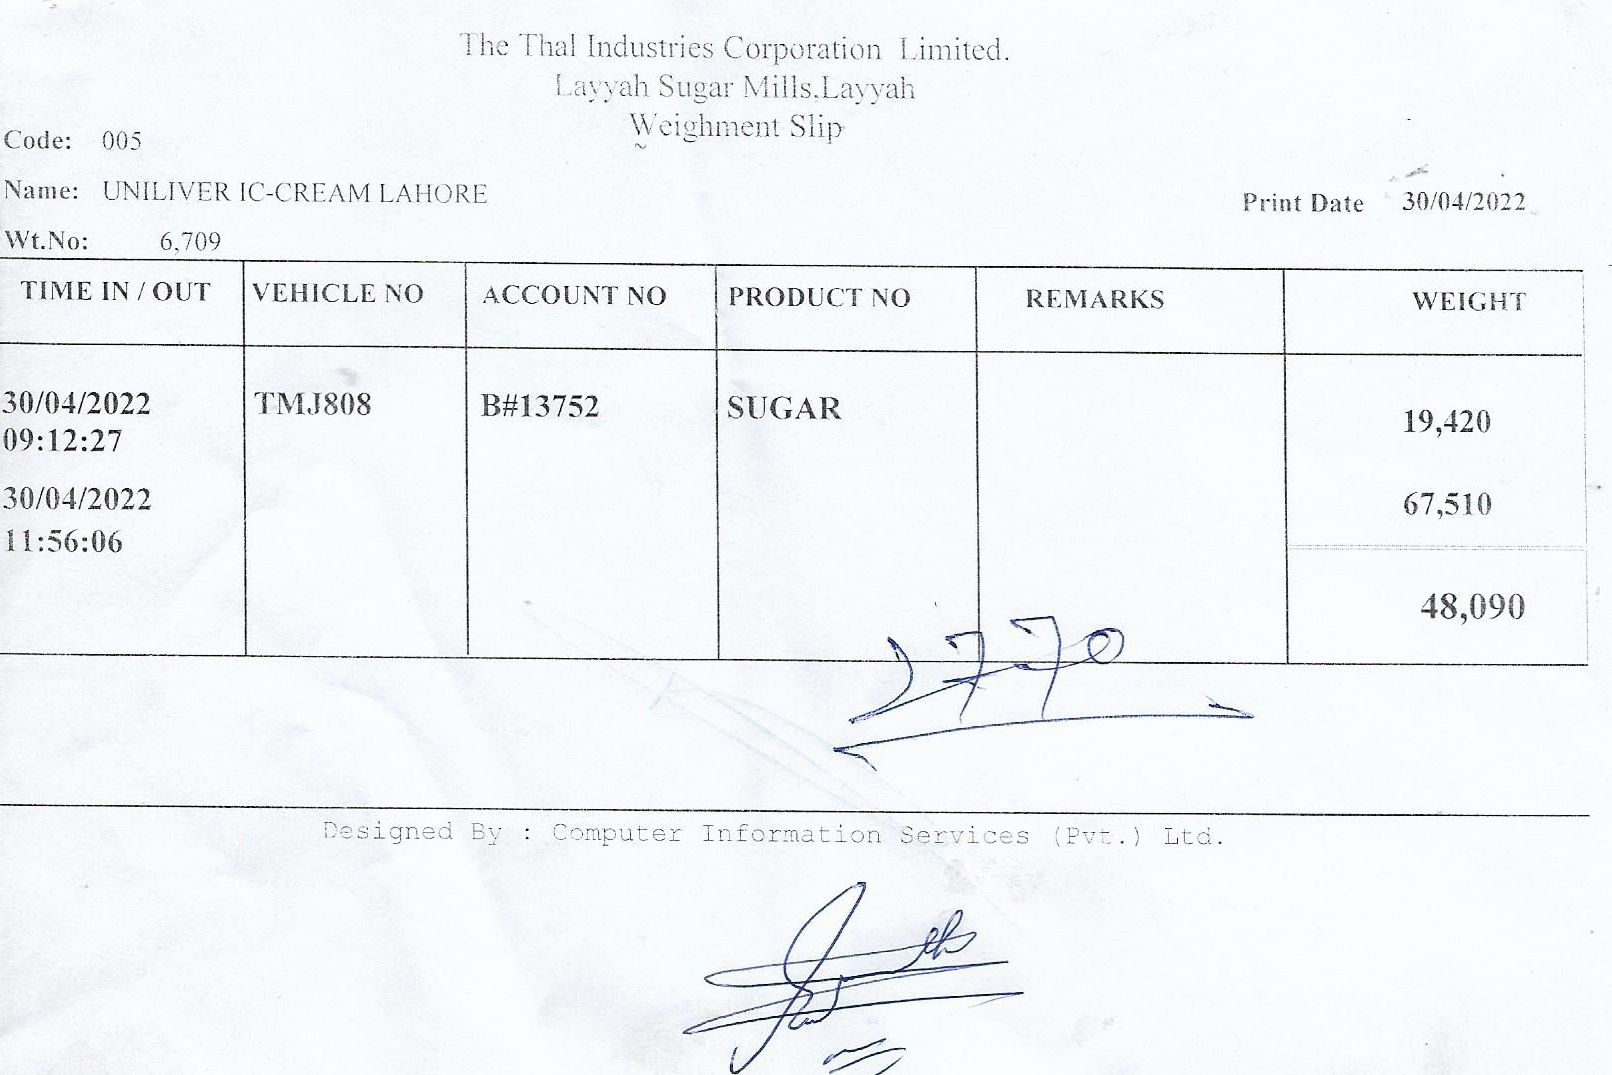 The Thal Industries Corporation Limited.
Layyah Sugar Mills.Layyah
Weighment Slip
Code: 005
Name: UNILIVER IC-CREAM LAHORE
Print Date 30/04/2022
Wt.No: 6,709
TIME IN / OUT VEHICLE NO ACCOUNT NO PRODUCT NO REMARKS WEIGHT
30/04/2022 TMJ808 B#13752 SUGAR 19,420
09:12:27
30/04/2022 67,510
11:56:06
48,090
2770
Designed By : Computer Information Services (Pvt.) Ltd.